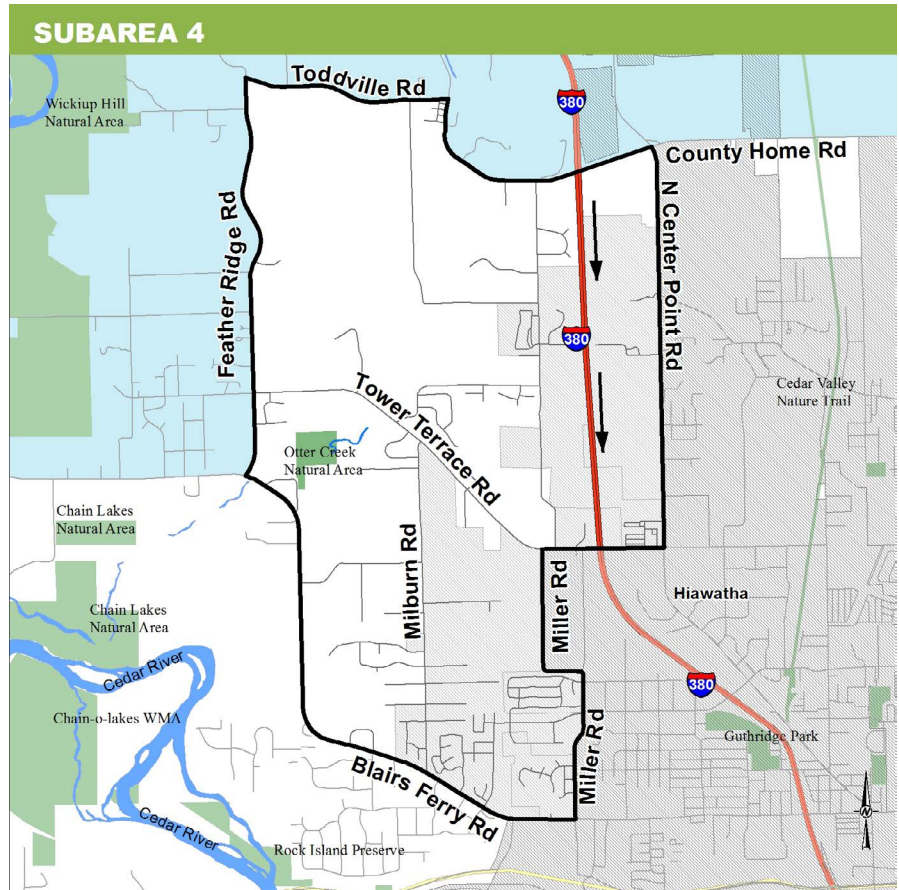 SUBAREA 4
Toddville Rd
Wickiup Hill
Natural Area
380
County Home Rd
N Center Point Rd
Feather Ridge Rd
380
Tower Terrace Rd
Cedar Valley
Nature Trail
Otter Creek
Natural Area
Chain Lakes
Natural Area
Milburn Rd
Miller Rd
Hiawatha
Chain Lakes
Natural Area
Cedar River
380
Chain-o-lakes WMA
Miller Rd
Guthridge Park
Blairs Ferry Rd
Cedar River
N
Rock Island Preserve